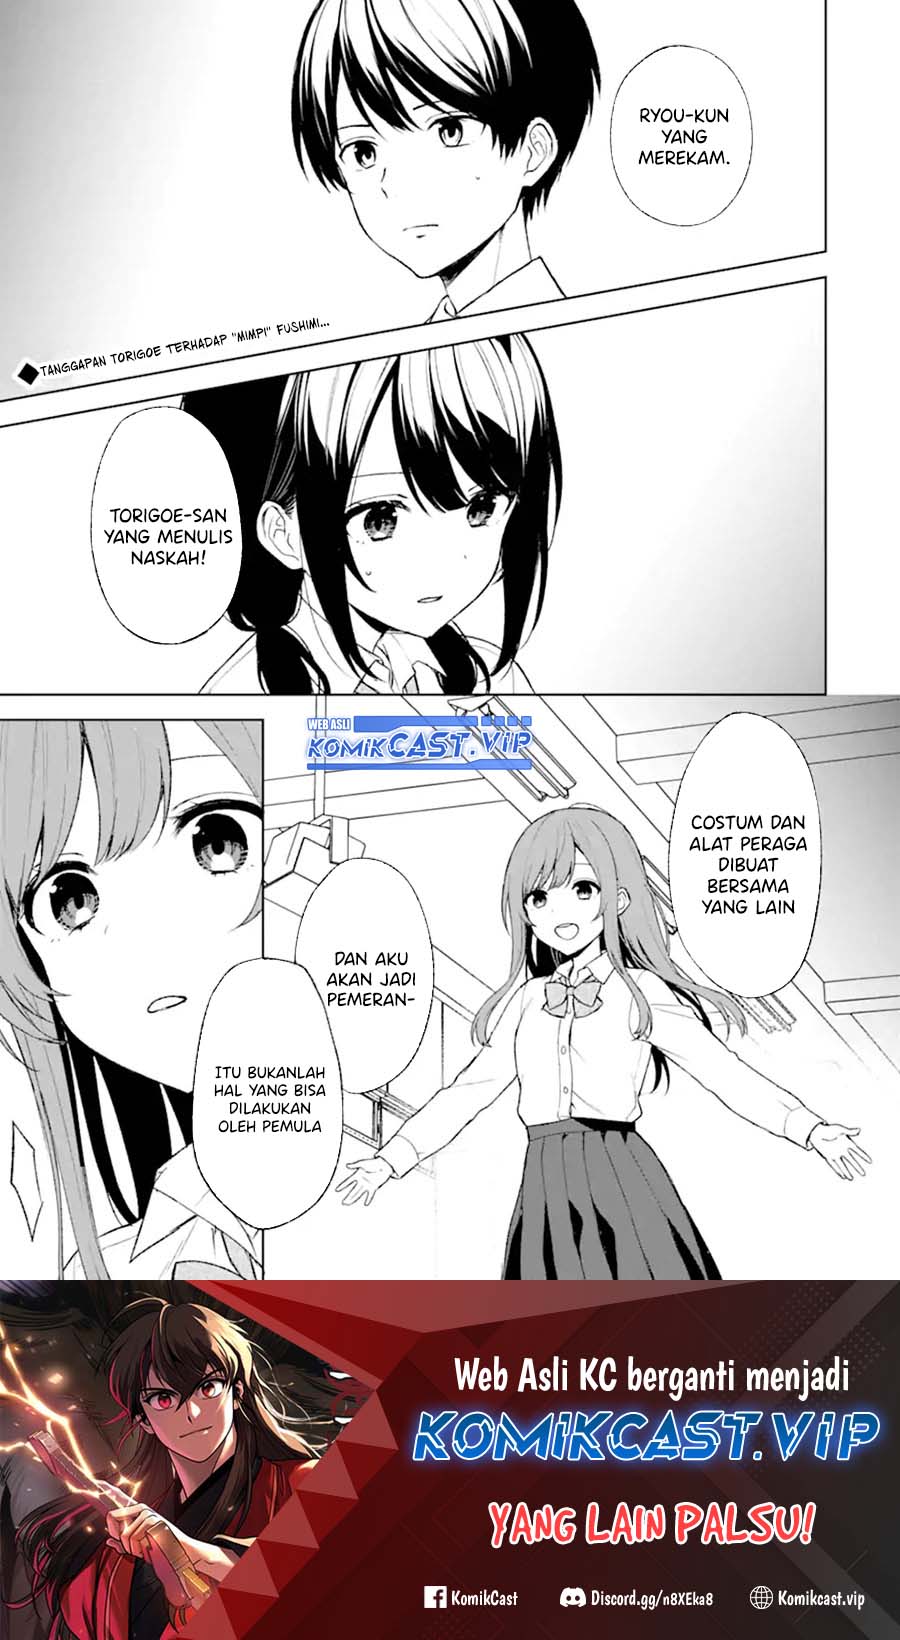 RYOU-KUN
YANG
MEREKAM.
TANGGAPAN TORIGOE TERHADAP "MIMPI" FUSHIMI...
TORIGOE-SAN
YANG MENULIS
NASKAH!
WEB ASLI
KOMIKCAST.VIP
COSTUM DAN
ALAT PERAGA
DIBUAT
BERSAMA
YANG LAIN
DAN AKU
AKAN JADI
PEMERAN-
ITU BUKANLAH
HAL YANG BISA
DILAKUKAN
OLEH PEMULA
Web Asli KC berganti menjadi
KOMIKCAST.VIP
YANG LAIN PALSU!
KomikCast
Discord.gg/n8XEka8
Komikcast.vip